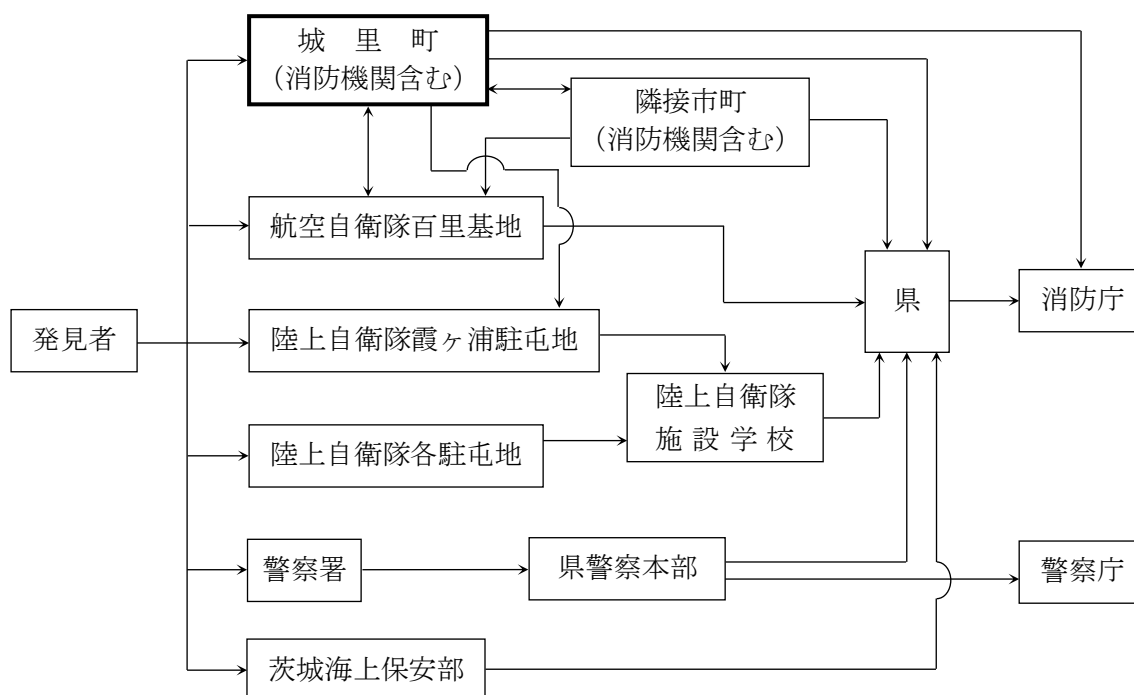 城 里 町
（消防機関含む）
隣接市町
（消防機関含む）
航空自衛隊百里基地
県
消防庁
発見者
陸上自衛隊霞ヶ浦駐屯地
陸上自衛隊
施設学校
陸上自衛隊各駐屯地
警察署
県警察本部
警察庁
茨城海上保安部